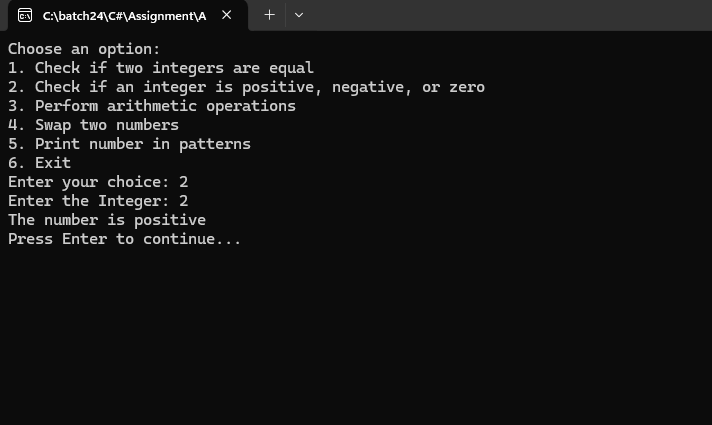 C:\batch24\C#\Assignment\A
Choose an option:
1. Check if two integers are equal
2. Check if an integer is positive, negative, or zero
3. Perform arithmetic operations
4. Swap two numbers
5. Print number in patterns
6. Exit
Enter your choice: 2
Enter the Integer: 2
The number is positive
Press Enter to continue...